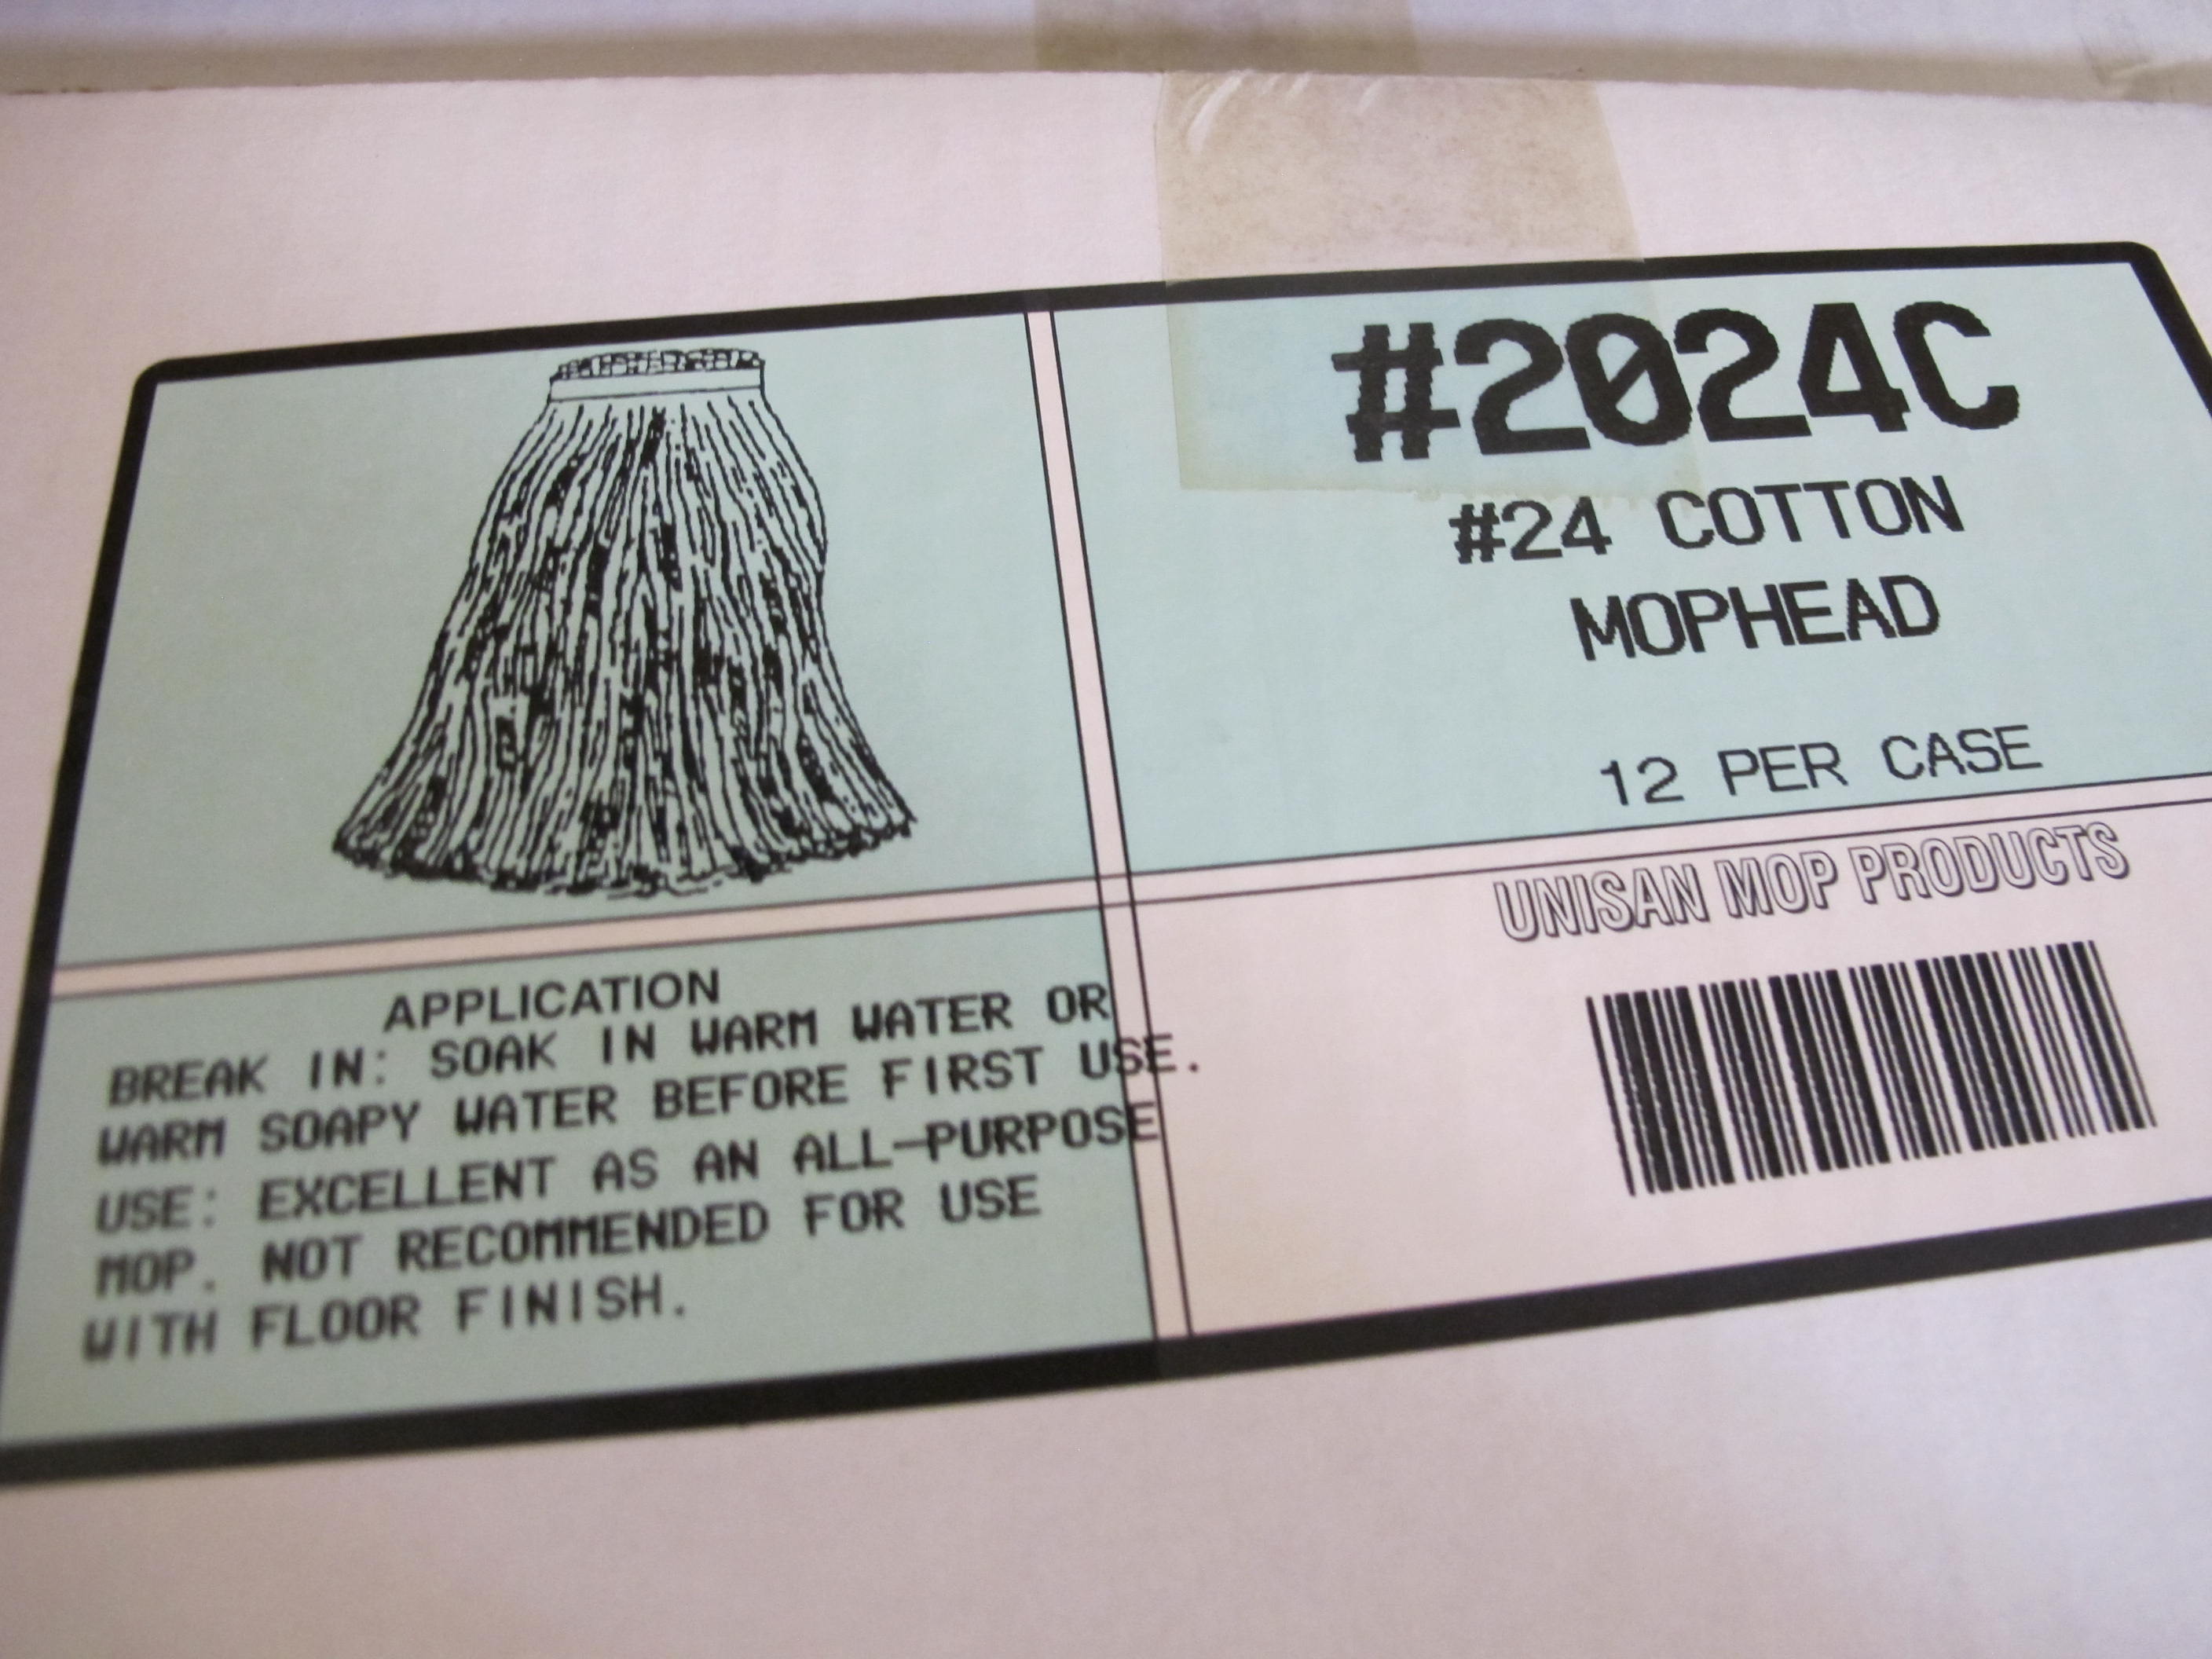 #2024C
#24 COTTON
MOPHEAD
12 PER CASE
UNISAN MOP PRODUCTS
APPLICATION
BREAK IN: SOAK IN WARM WATER OR
WARM SOAPY WATER BEFORE FIRST USE.
USE: EXCELLENT AS AN ALL-PURPOSE
MOP. NOT RECOMMENDED FOR USE
WITH FLOOR FINISH.